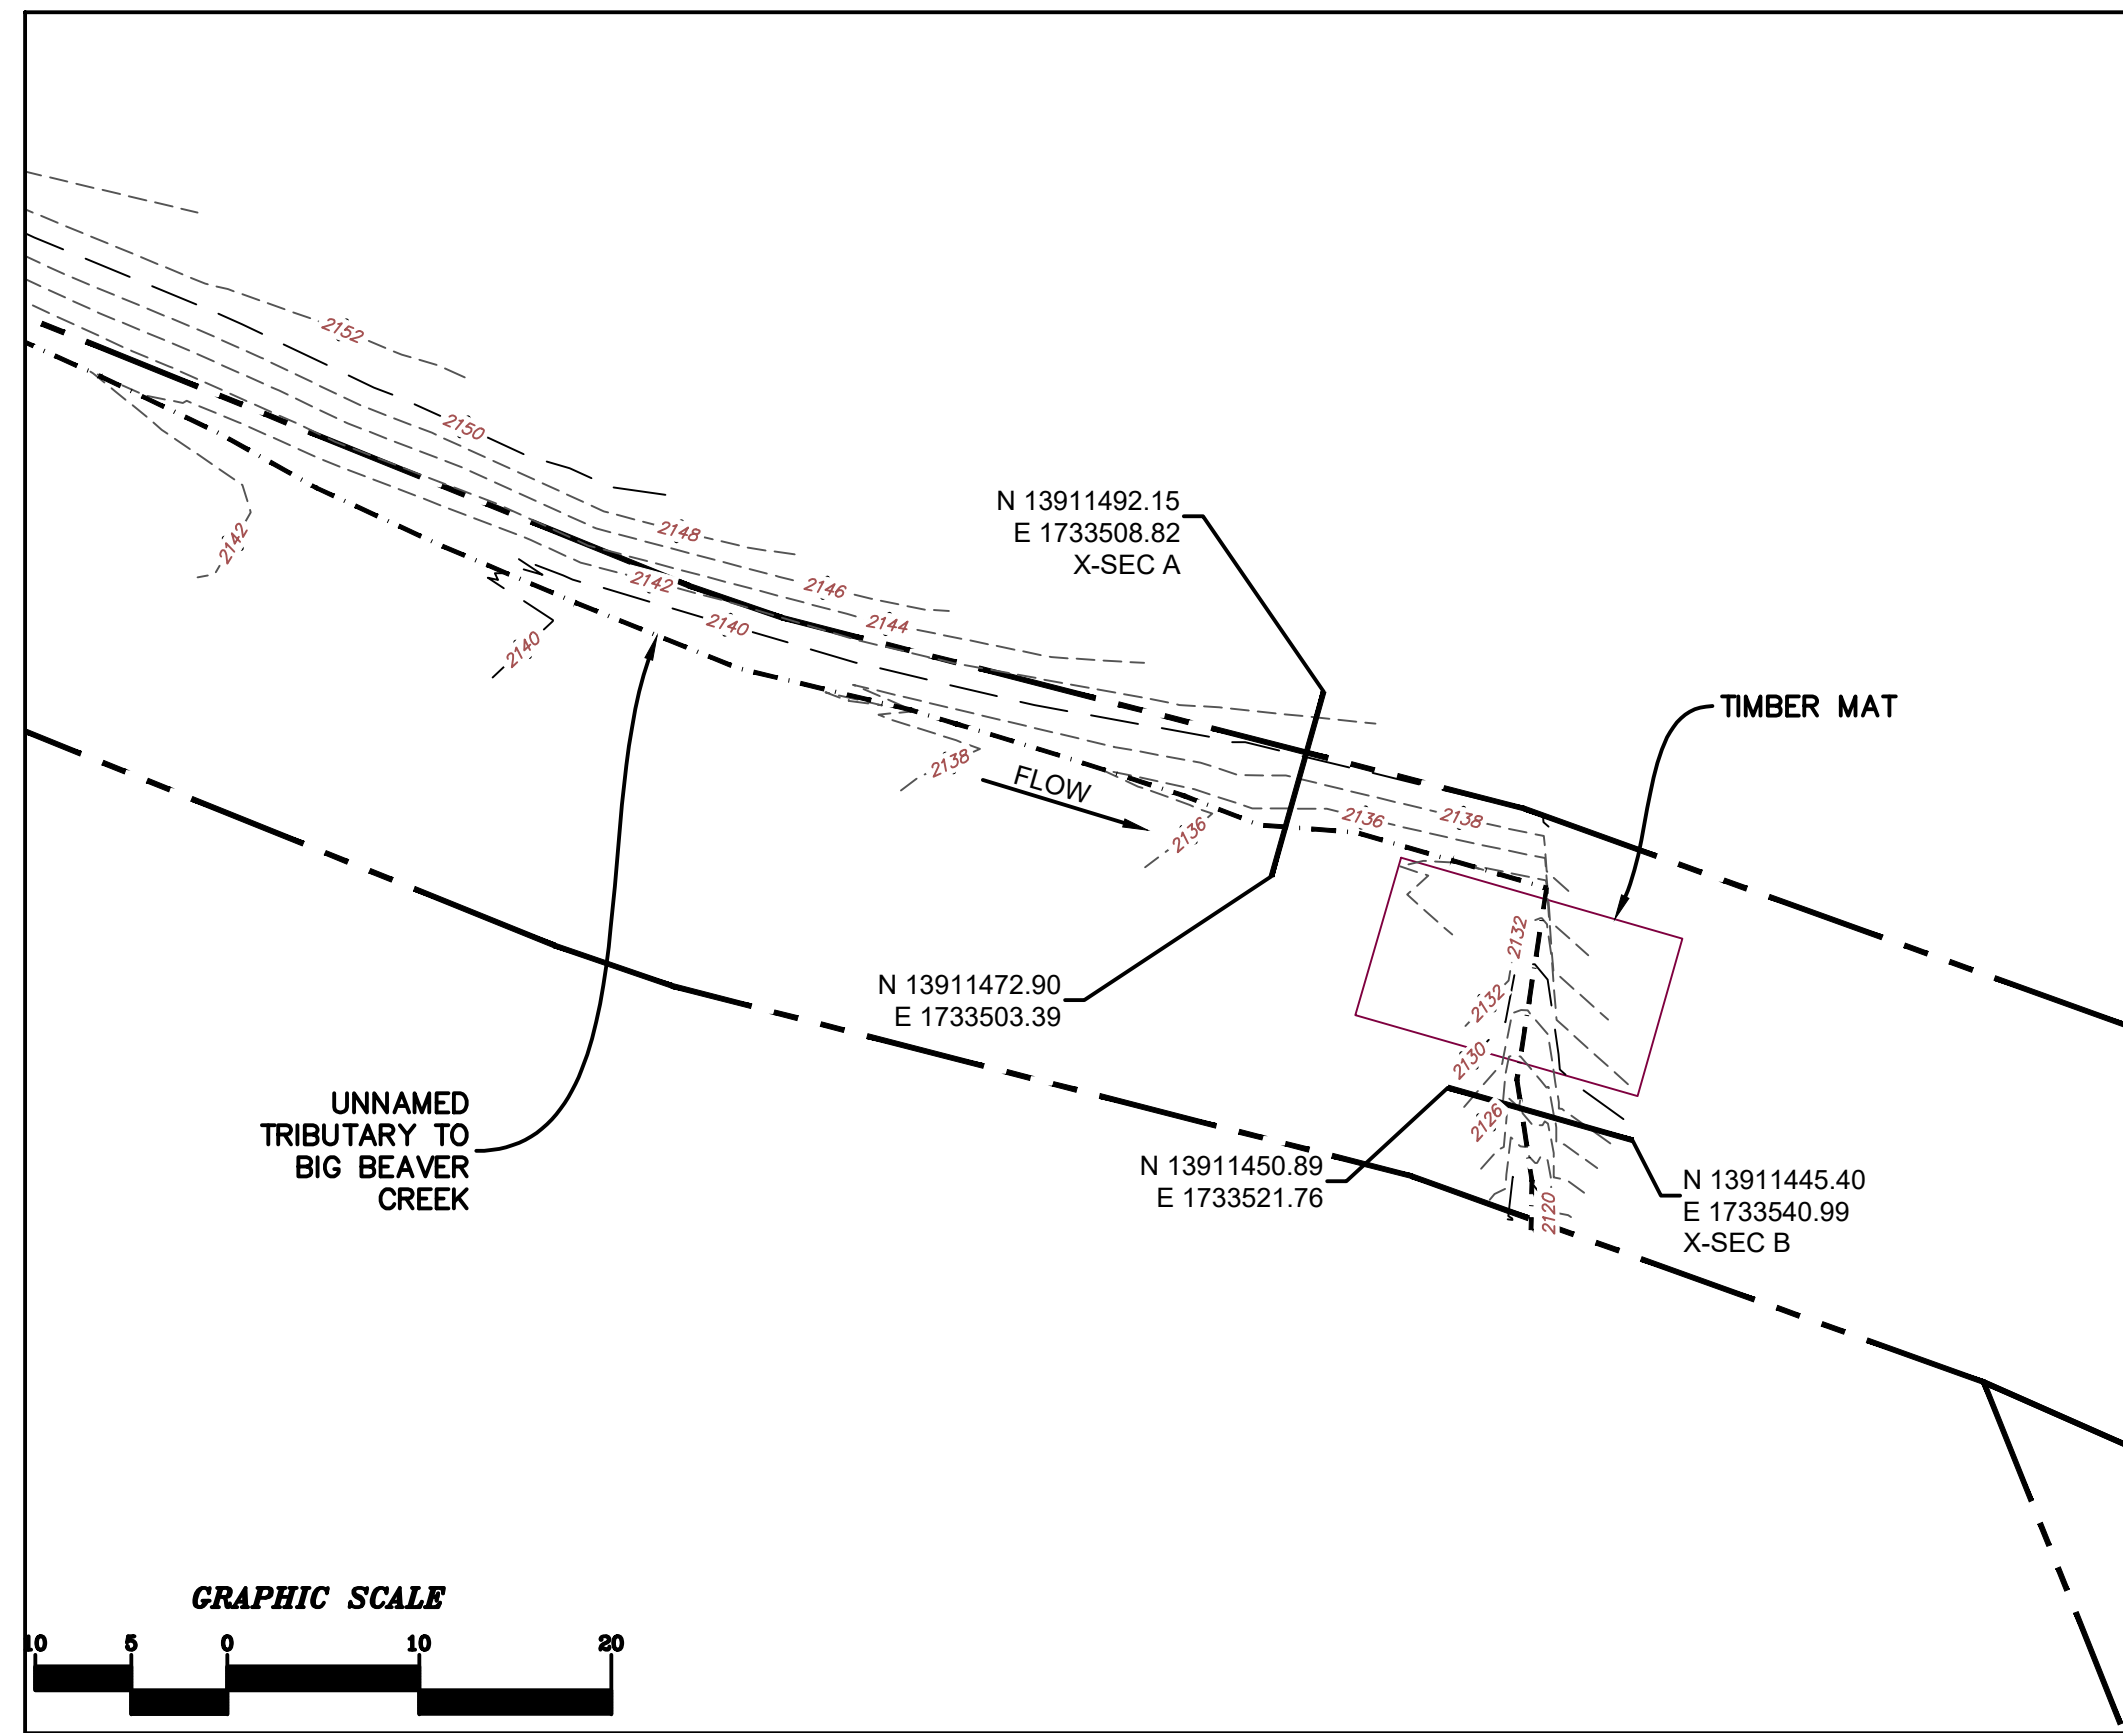 2152
2150
2148
2146
2144
2142
2142
2140
2140
N 13911492.15
E 1733508.82
X-SEC A
2138
FLOW
2136
2136
2138
TIMBER MAT
2132
2132
2130
2126
2120
N 13911472.90
E 1733503.39
UNNAMED
TRIBUTARY TO
BIG BEAVER
CREEK
N 13911450.89
E 1733521.76
N 13911445.40
E 1733540.99
X-SEC B
GRAPHIC SCALE
10 5 0 10 20